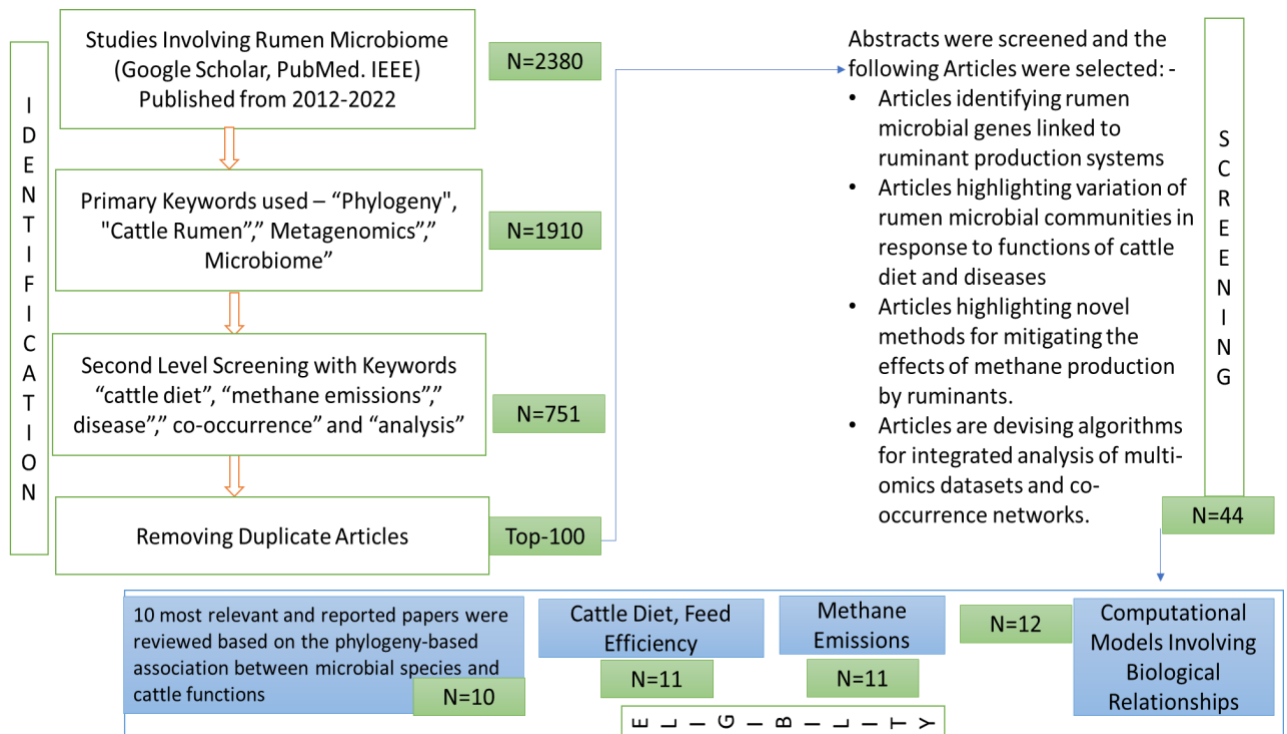 IDENTIFICATION
Studies Involving Rumen Microbiome
(Google Scholar, PubMed. IEEE)
Published from 2012-2022
N=2380
Primary Keywords used – “Phylogeny",
"Cattle Rumen”,” Metagenomics”,”
Microbiome”
N=1910
Second Level Screening with Keywords
“cattle diet”, “methane emissions”,”
disease”,” co-occurrence” and “analysis”
N=751
Removing Duplicate Articles
Top-100
Abstracts were screened and the
following Articles were selected: -
• Articles identifying rumen
microbial genes linked to
ruminant production systems
• Articles highlighting variation of
rumen microbial communities in
response to functions of cattle
diet and diseases
• Articles highlighting novel
methods for mitigating the
effects of methane production
by ruminants.
• Articles are devising algorithms
for integrated analysis of multi-
omics datasets and co-
occurrence networks.
SCREENING
N=44
10 most relevant and reported papers were
reviewed based on the phylogeny-based
association between microbial species and
cattle functions
N=10
Cattle Diet, Feed
Efficiency
N=11
Methane
Emissions
N=11
N=12
Computational
Models Involving
Biological
Relationships
ELIGIBILITY